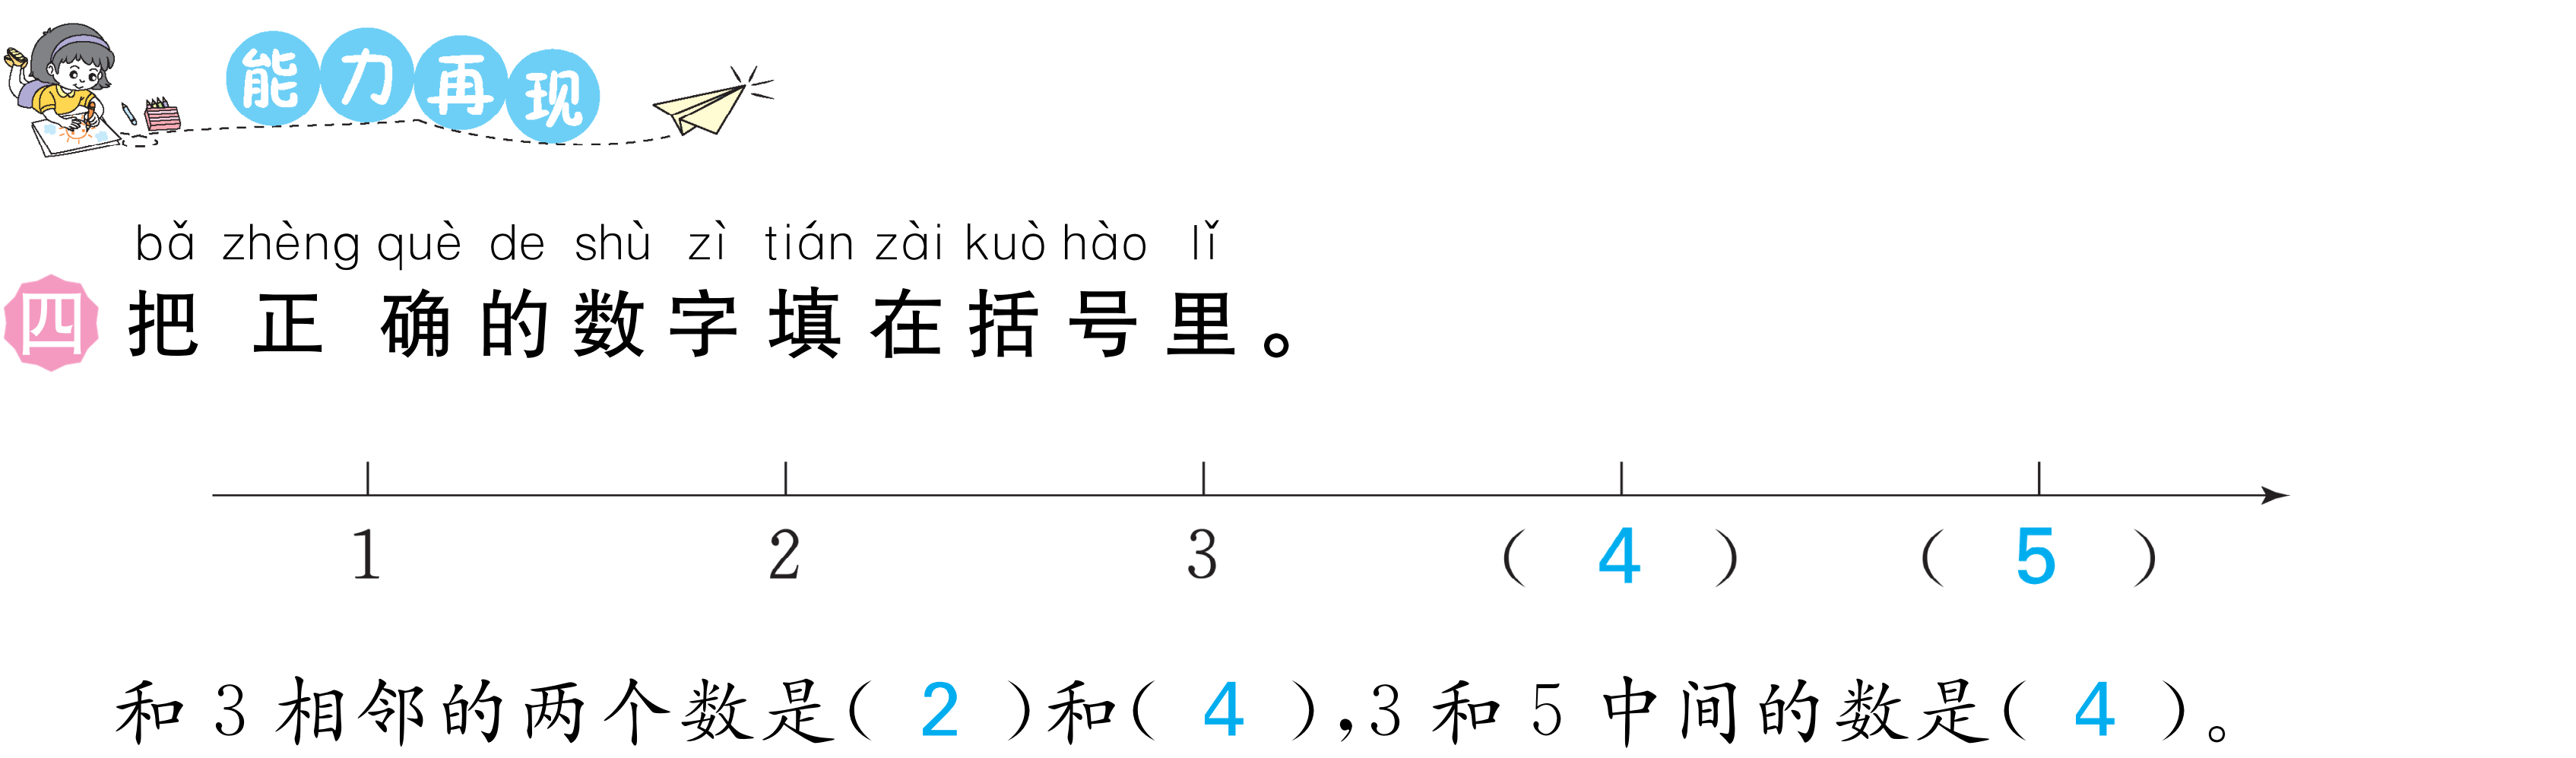 能力再现
bǎ zhèng què de shù zì tián zài kuò hào lǐ
四 把正确的数字填在括号里。
1 2 3 ( 4 ) ( 5 )
和 3 相邻的两个数是( 2 )和( 4 ),3 和 5 中间的数是( 4 )。